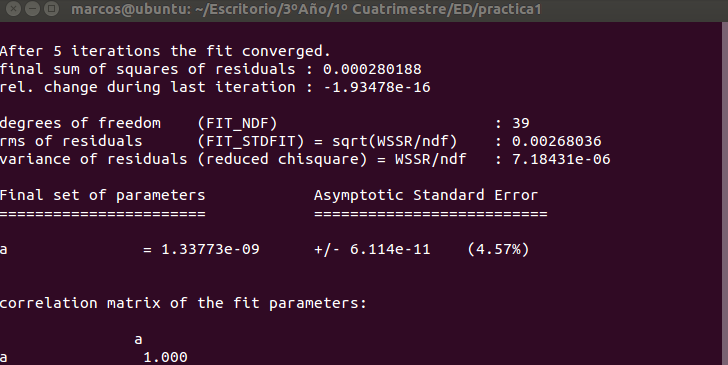 marcos@ubuntu: ~/Escritorio/3ºAño/1º Cuatrimestre/ED/practica1
After 5 iterations the fit converged.
final sum of squares of residuals : 0.000280188
rel. change during last iteration : -1.93478e-16
degrees of freedom    (FIT_NDF)                        : 39
rms of residuals      (FIT_STDFIT) = sqrt(WSSR/ndf)    : 0.00268036
variance of residuals (reduced chisquare) = WSSR/ndf   : 7.18431e-06
Final set of parameters            Asymptotic Standard Error
=======================            ==========================
a               = 1.33773e-09      +/- 6.114e-11    (4.57%)
correlation matrix of the fit parameters:
               a
a               1.000